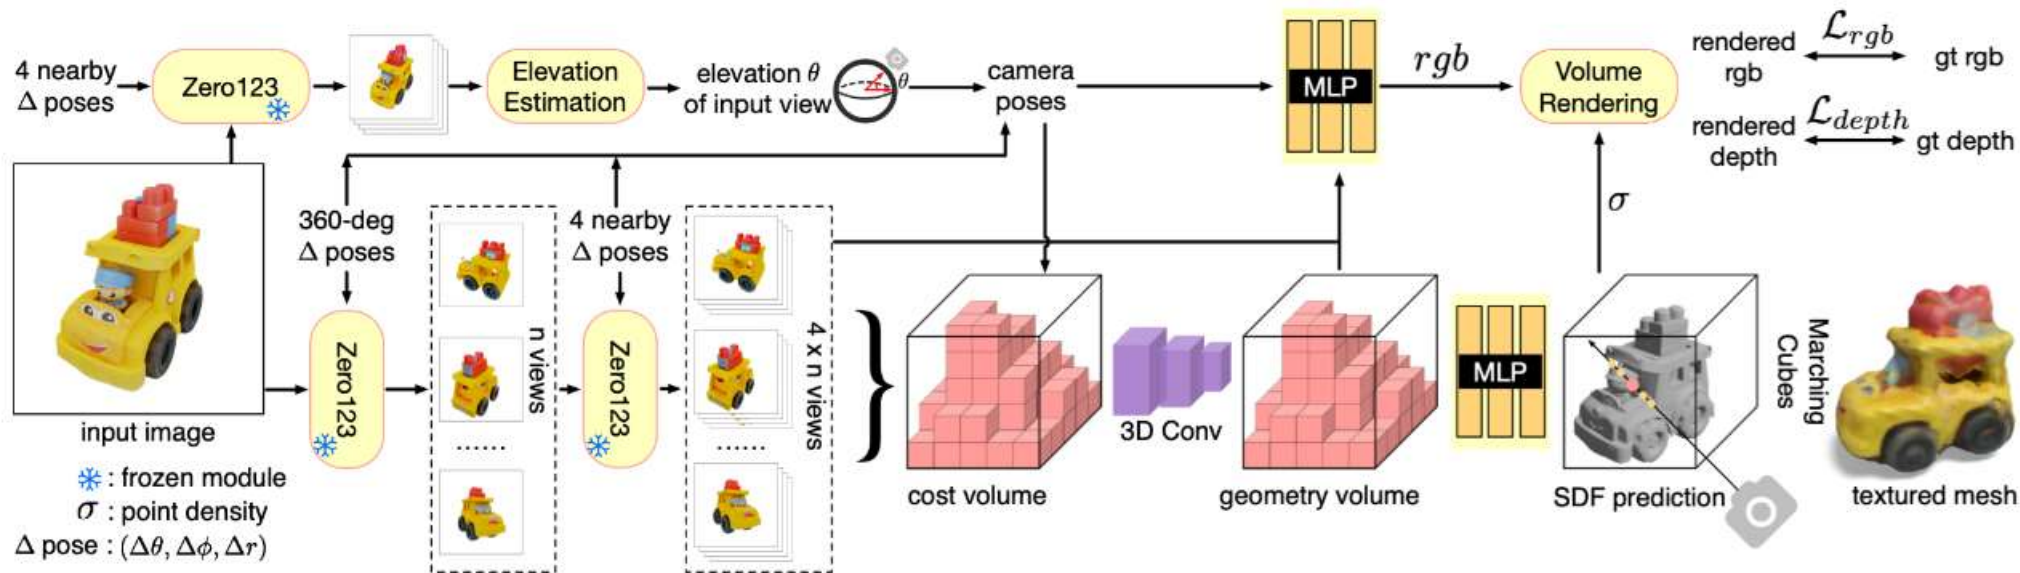 4 nearby
Δ poses
Zero123
Elevation
Estimation
elevation θ
of input view
θ
camera
poses
MLP
rgb
Volume
Rendering
rendered
rgb
ℒrgb
gt rgb
rendered
depth
ℒdepth
gt depth
input image
360-deg
Δ poses
Zero123
n views
......
4 nearby
Δ poses
Zero123
4 x n views
......
cost volume
3D Conv
geometry volume
MLP
σ
SDF prediction
Marching
Cubes
textured mesh
: frozen module
σ : point density
Δ pose : (Δθ, Δϕ, Δr)